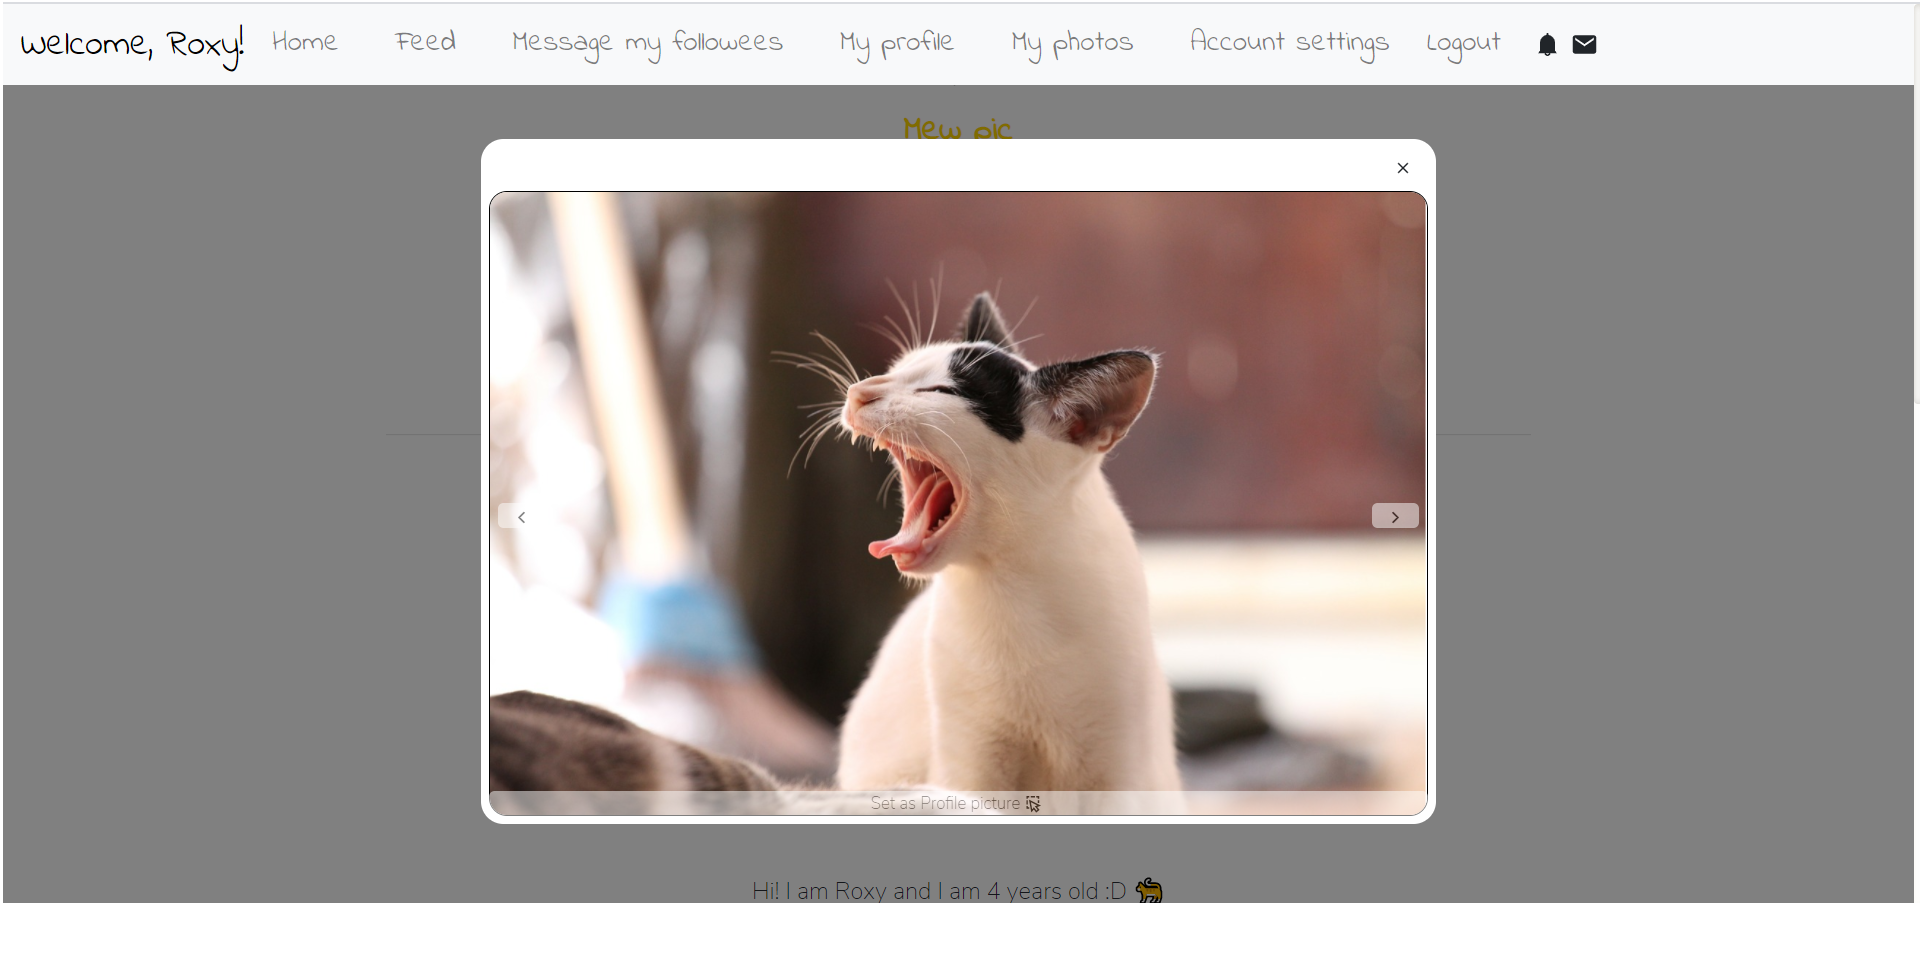 Welcome, Roxy! Home Feed Message my followees My profile My photos Account settings Logout
Mew pic
Set as Profile picture
Hi! I am Roxy and I am 4 years old :D